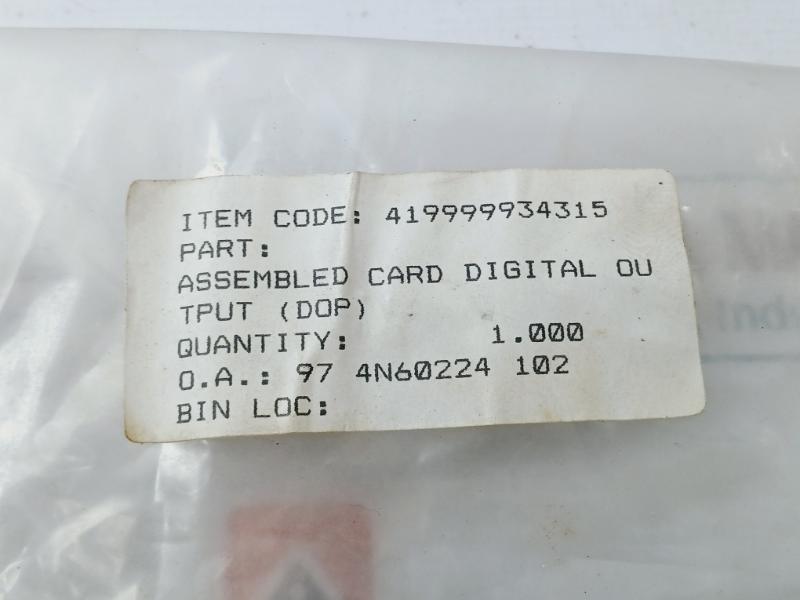 ITEM CODE: 419999934315
PART:
ASSEMBLED CARD DIGITAL OU
TPUT (DOP)
QUANTITY: 1.000
O.A.: 97 4N60224 102
BIN LOC: